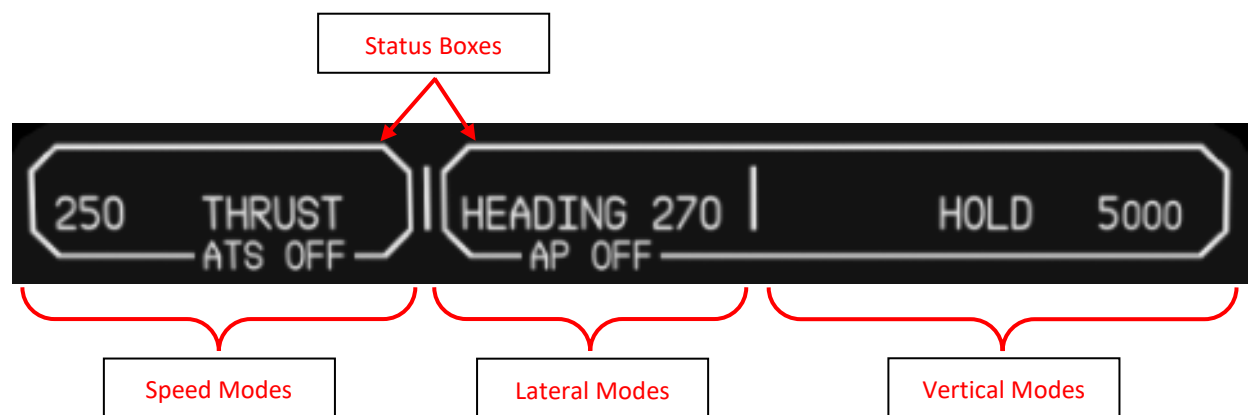 Status Boxes
250 THRUST HEADING 270 HOLD 5000
ATS OFF AP OFF
Speed Modes Lateral Modes Vertical Modes